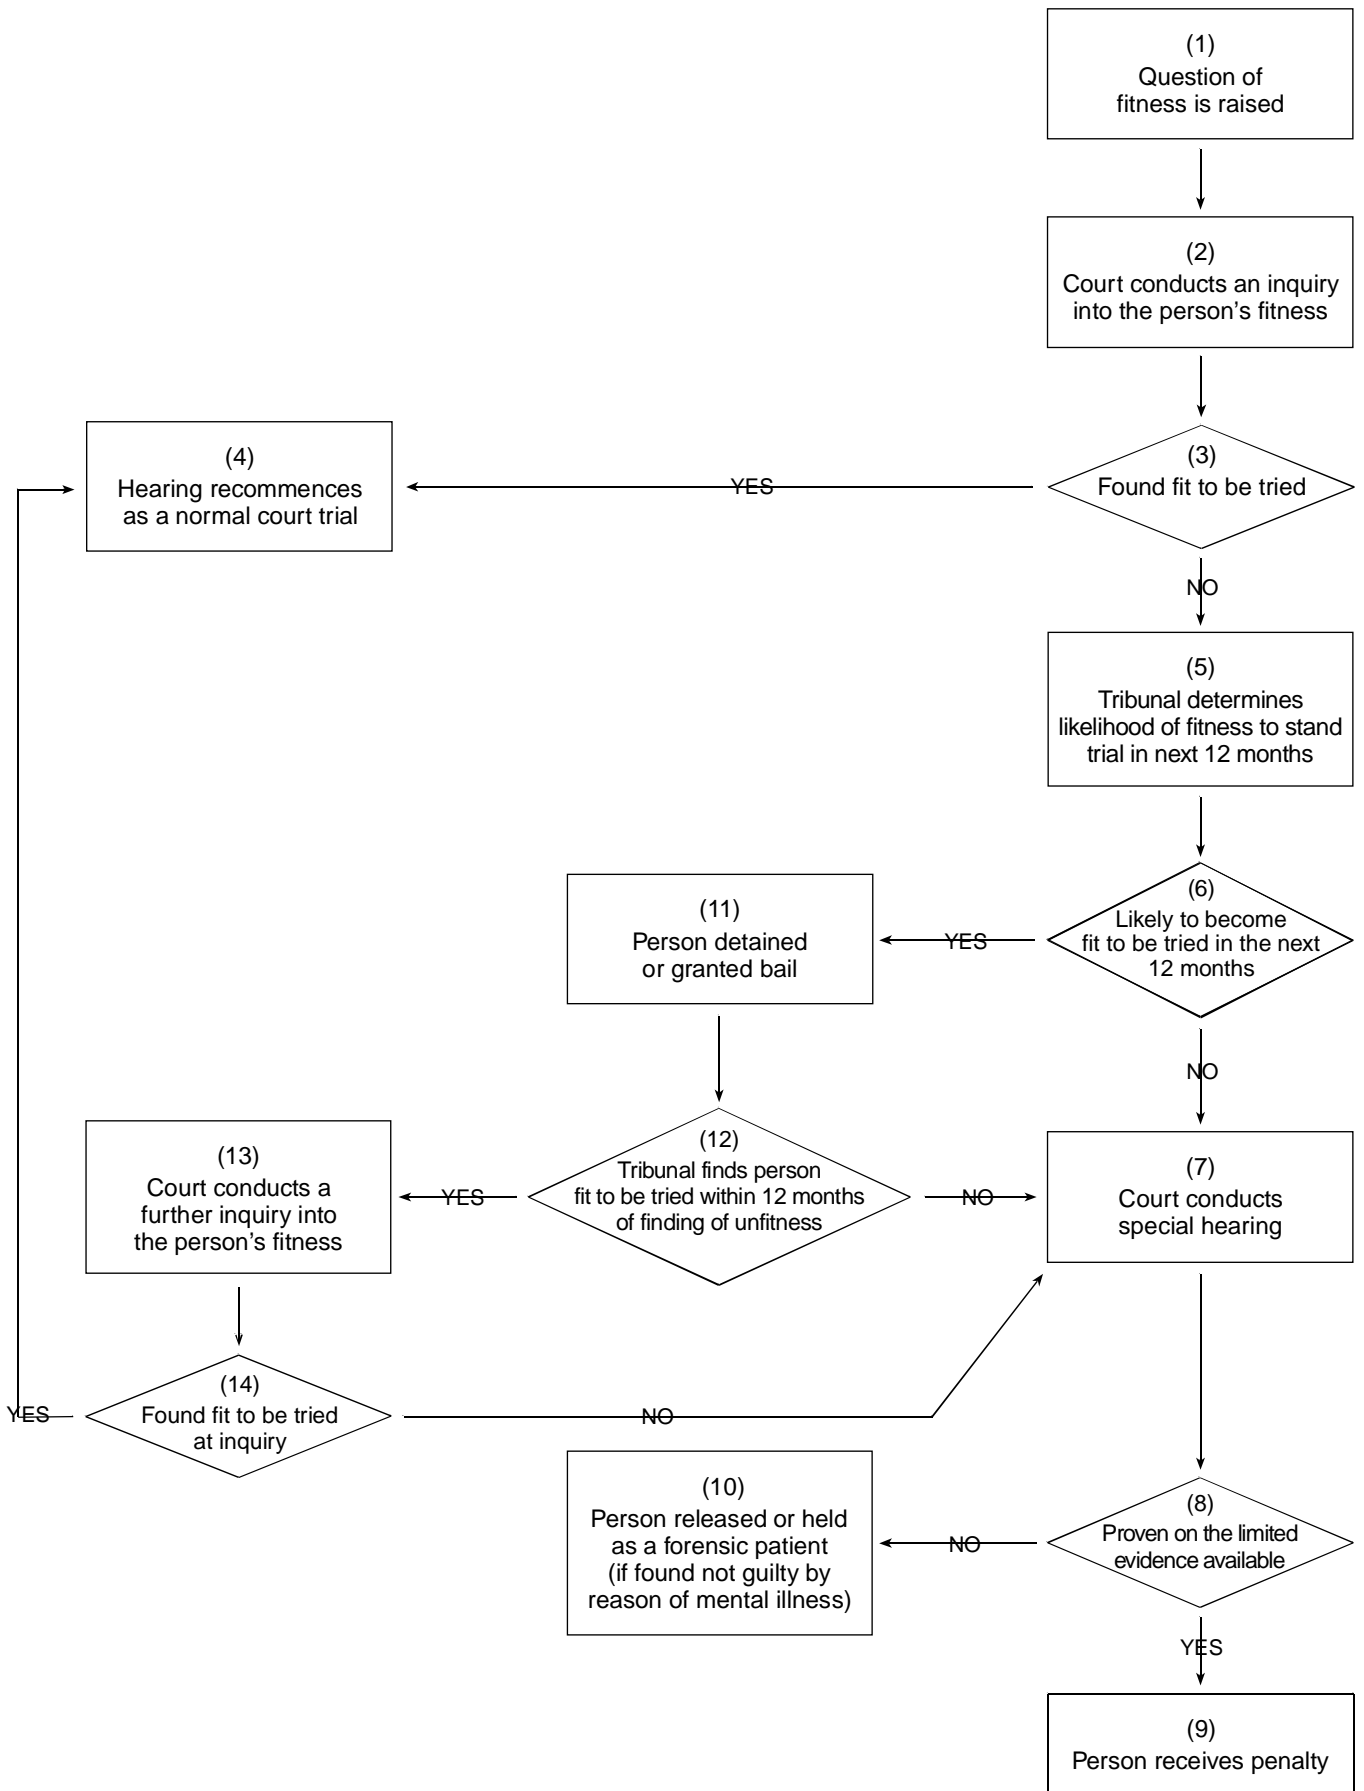 (1)
Question of
fitness is raised
(2)
Court conducts an inquiry
into the person’s fitness
(3)
Found fit to be tried
YES
(4)
Hearing recommences
as a normal court trial
NO
(5)
Tribunal determines
likelihood of fitness to stand
trial in next 12 months
(6)
Likely to become
fit to be tried in the next
12 months
YES
(11)
Person detained
or granted bail
NO
(12)
Tribunal finds person
fit to be tried within 12 months
of finding of unfitness
YES
NO
(13)
Court conducts a
further inquiry into
the person’s fitness
(7)
Court conducts
special hearing
(14)
Found fit to be tried
at inquiry
YES
NO
(8)
Proven on the limited
evidence available
NO
(10)
Person released or held
as a forensic patient
(if found not guilty by
reason of mental illness)
YES
(9)
Person receives penalty